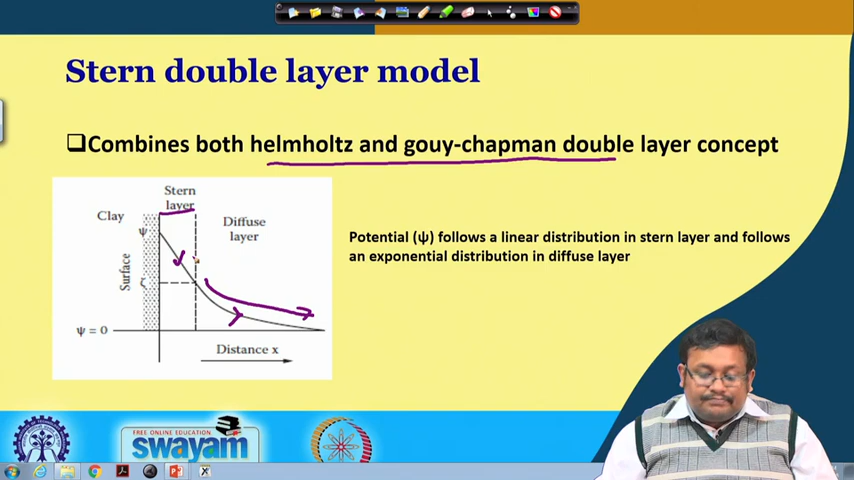 Stern double layer model
❑Combines both helmholtz and gouy-chapman double layer concept
Stern
layer
Clay
Diffuse
layer
ψ
Surface
ζ
ψ = 0
Distance x
Potential (ψ) follows a linear distribution in stern layer and follows
an exponential distribution in diffuse layer
FREE ONLINE EDUCATION
swayam